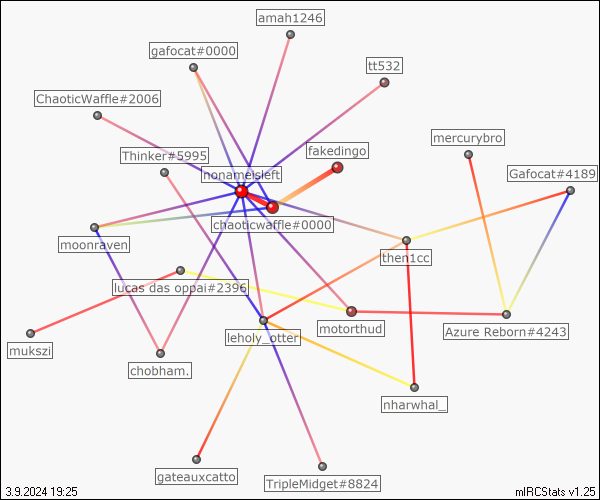 amah1246
gafocat#0000
tt532
ChaoticWaffle#2006
mercurybro
fakedingo
Thinker#5995
nonameisleft
Gafocat#4189
chaoticwaffle#0000
moonraven
then1cc
lucas das oppai#2396
motorthud
Azure Reborn#4243
leholy_otter
mukszi
chobham.
nharwhal_
gateauxcatto
TripleMidget#8824
3.9.2024 19:25
mIRCStats v1.25